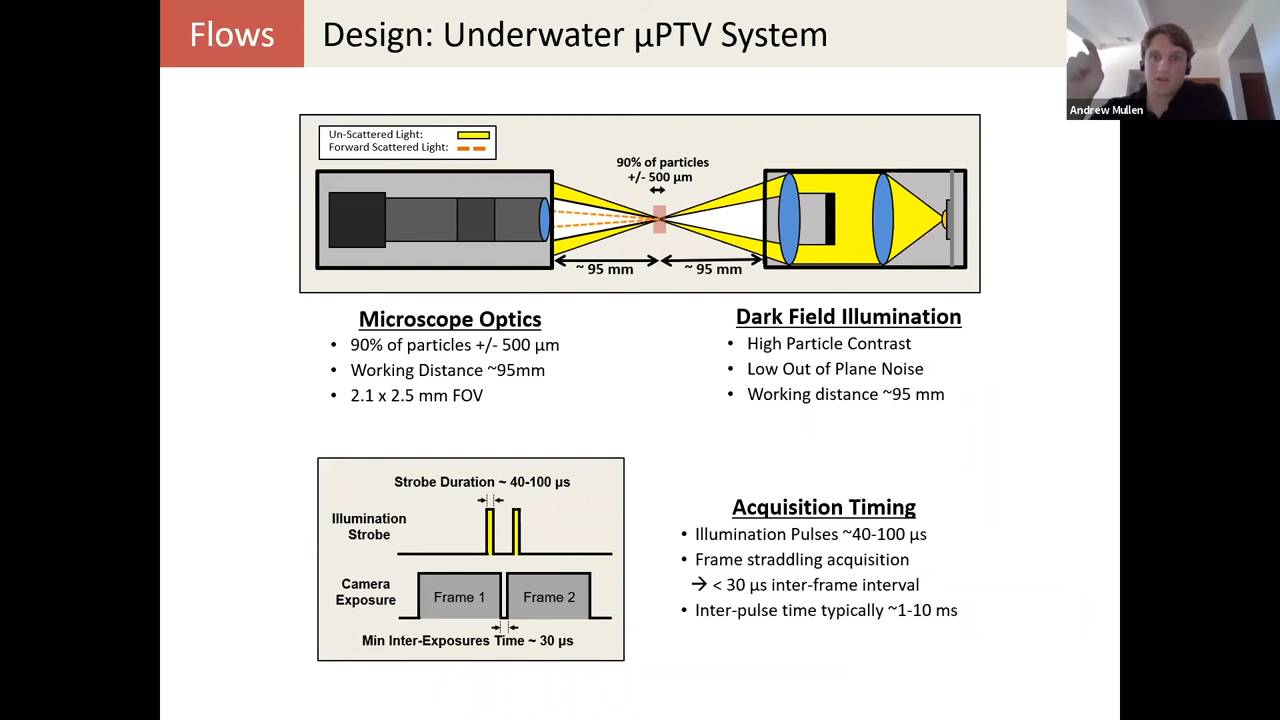 Flows
Design: Underwater µPTV System
Andrew Mullen
Un-Scattered Light:
Forward Scattered Light:
90% of particles
+/- 500 µm
~ 95 mm
~ 95 mm
Microscope Optics
• 90% of particles +/- 500 µm
• Working Distance ~95mm
• 2.1 x 2.5 mm FOV
Dark Field Illumination
• High Particle Contrast
• Low Out of Plane Noise
• Working distance ~95 mm
Strobe Duration ~ 40-100 µs
Illumination
Strobe
Camera
Exposure
Frame 1
Frame 2
Min Inter-Exposures Time ~ 30 µs
Acquisition Timing
• Illumination Pulses ~40-100 µs
• Frame straddling acquisition
→ < 30 µs inter-frame interval
• Inter-pulse time typically ~1-10 ms